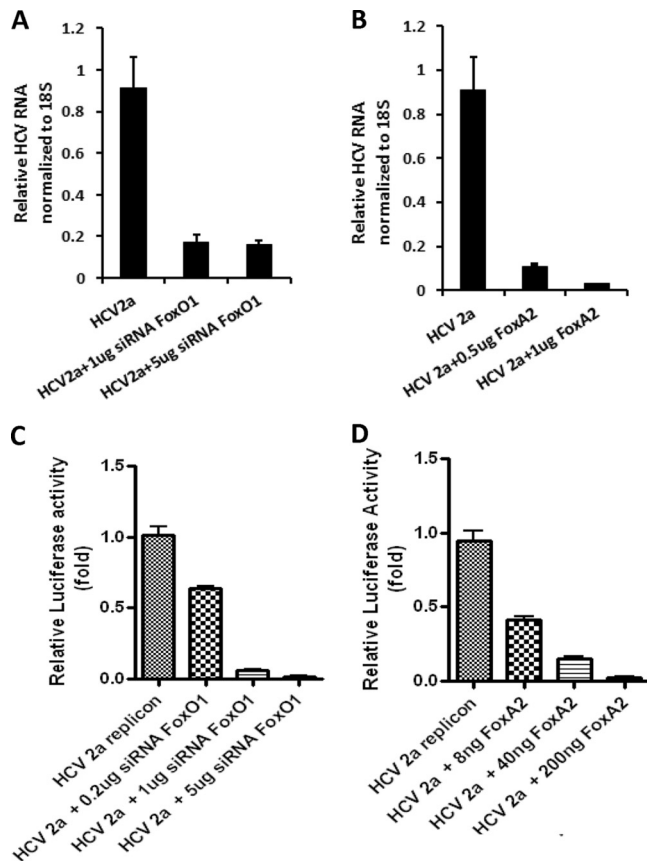 A
Relative HCV RNA
normalized to 18S
1.2
1
0.8
0.6
0.4
0.2
0
HCV2a
HCV2a+1ug siRNA FoxO1
HCV2a+5ug siRNA FoxO1
B
Relative HCV RNA
normalized to 18S
1.2
1
0.8
0.6
0.4
0.2
0
HCV 2a
HCV 2a+0.5ug FoxA2
HCV 2a+1ug FoxA2
C
Relative Luciferase activity
(fold)
1.5
1.0
0.5
0.0
HCV 2a replicon
HCV 2a + 0.2ug siRNA FoxO1
HCV 2a + 1ug siRNA FoxO1
HCV 2a + 5ug siRNA FoxO1
D
Relative Luciferase Activity
(fold)
1.5
1.0
0.5
0.0
HCV 2a replicon
HCV 2a + 8ng FoxA2
HCV 2a + 40ng FoxA2
HCV 2a + 200ng FoxA2